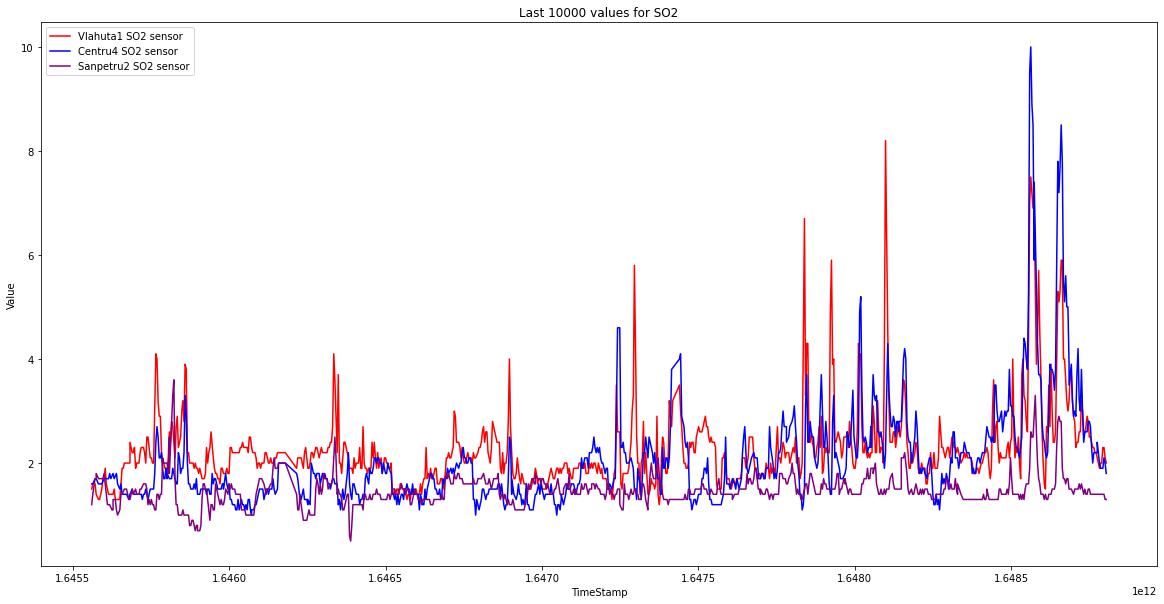 Last 10000 values for SO2
Vlahuta1 SO2 sensor
Centru4 SO2 sensor
Sanpetru2 SO2 sensor
10
8
6
4
2
Value
1.6455 1.6460 1.6465 1.6470 1.6475 1.6480 1.6485
1e12
TimeStamp